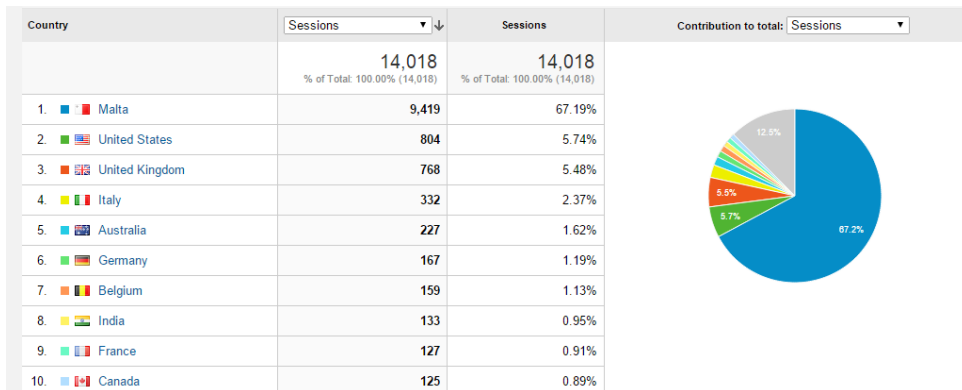 Country Sessions Sessions Contribution to total: Sessions
14,018 14,018
% of Total: 100.00% (14,018) % of Total: 100.00% (14,018)
1. Malta 9,419 67.19%
2. United States 804 5.74%
3. United Kingdom 768 5.48%
4. Italy 332 2.37%
5. Australia 227 1.62%
6. Germany 167 1.19%
7. Belgium 159 1.13%
8. India 133 0.95%
9. France 127 0.91%
10. Canada 125 0.89%
12.5%
5.5%
5.7%
67.2%